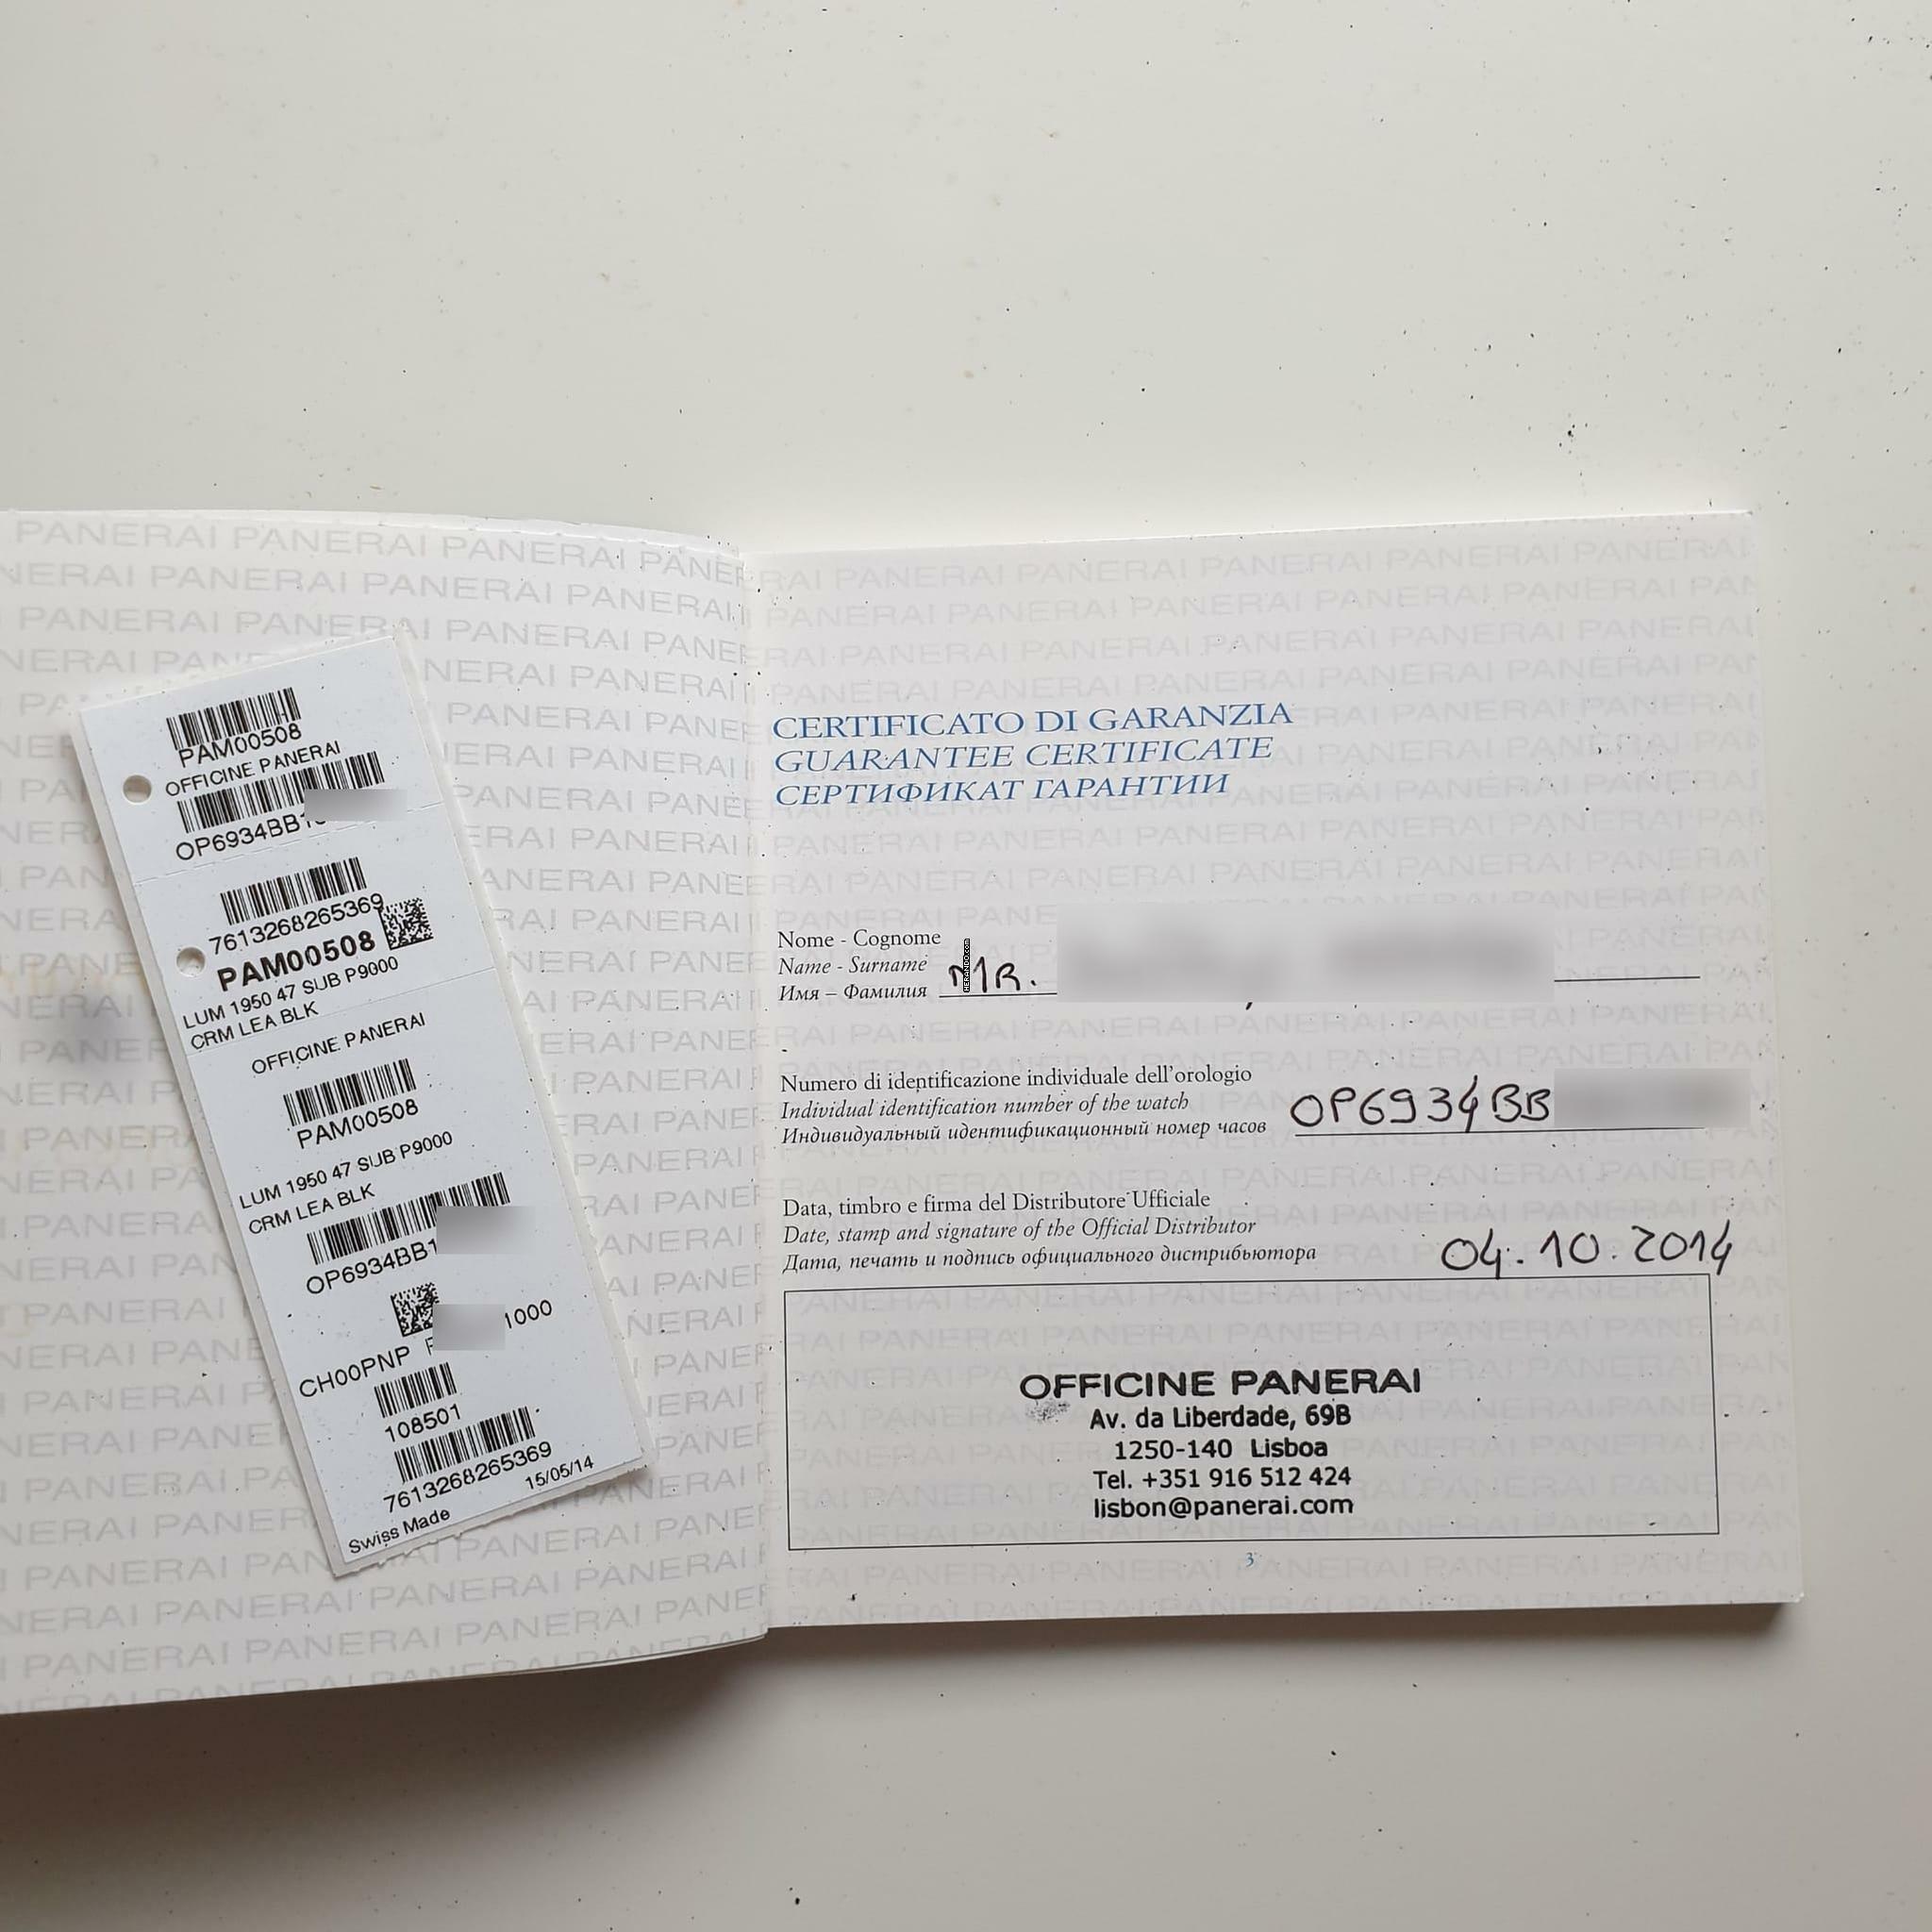 PAM00508
OFFICINE PANERAI
OP6934BB1
7613268265369
PAM00508
LUM 1950 47 SUB P9000
CRM LEA BLK
OFFICINE PANERAI
PAM00508
LUM 1950 47 SUB P9000
CRM LEA BLK
OP6934BB1
1000
CH00PNP
108501
7613268265369
15/05/14
Swiss Made
CERTIFICATO DI GARANZIA
GUARANTEE CERTIFICATE
СЕРТИФИКАТ ГАРАНТИИ
Nome - Cognome
Name - Surname
Имя – Фамилия MR.
Numero di identificazione individuale dell'orologio
Individual identification number of the watch OP6934BB
Индивидуальный идентификационный номер часов
Data, timbro e firma del Distributore Ufficiale
Date, stamp and signature of the Official Distributor
Дата, печать и подпись официального дистрибьютора 04.10.2014
OFFICINE PANERAI
Av. da Liberdade, 69B
1250-140 Lisboa
Tel. +351 916 512 424
lisbon@panerai.com
3